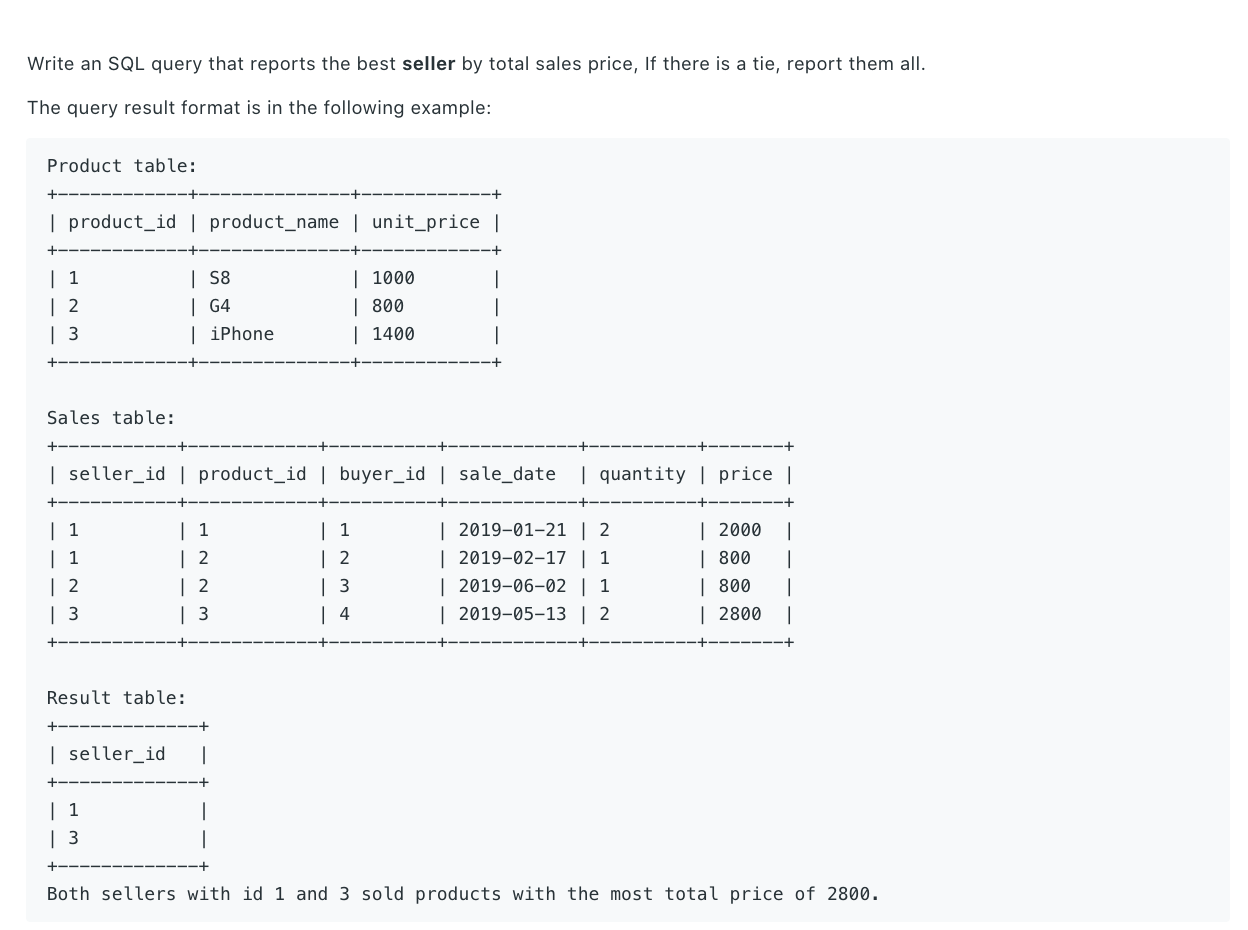 Write an SQL query that reports the best seller by total sales price, If there is a tie, report them all.
The query result format is in the following example:
Product table:
+------------+--------------+------------+
| product_id | product_name | unit_price |
+------------+--------------+------------+
| 1          | S8           | 1000       |
| 2          | G4           | 800        |
| 3          | iPhone       | 1400       |
+------------+--------------+------------+
Sales table:
+-----------+------------+----------+------------+----------+-------+
| seller_id | product_id | buyer_id | sale_date  | quantity | price |
+-----------+------------+----------+------------+----------+-------+
| 1         | 1          | 1        | 2019-01-21 | 2        | 2000  |
| 1         | 2          | 2        | 2019-02-17 | 1        | 800   |
| 2         | 2          | 3        | 2019-06-02 | 1        | 800   |
| 3         | 3          | 4        | 2019-05-13 | 2        | 2800  |
+-----------+------------+----------+------------+----------+-------+
Result table:
+-------------+
| seller_id   |
+-------------+
| 1           |
| 3           |
+-------------+
Both sellers with id 1 and 3 sold products with the most total price of 2800.